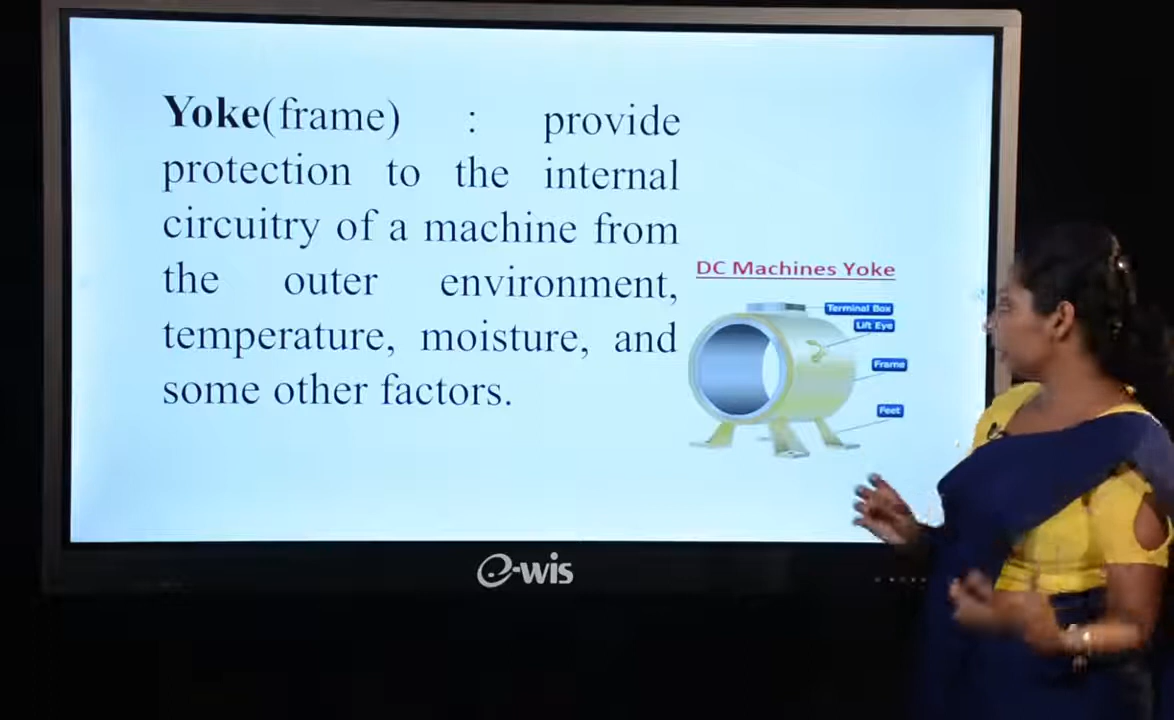 Yoke(frame) : provide
protection to the internal
circuitry of a machine from
the outer environment,
temperature, moisture, and
some other factors.
DC Machines Yoke
Terminal Box
Lift Eye
Frame
Feet
e-wis